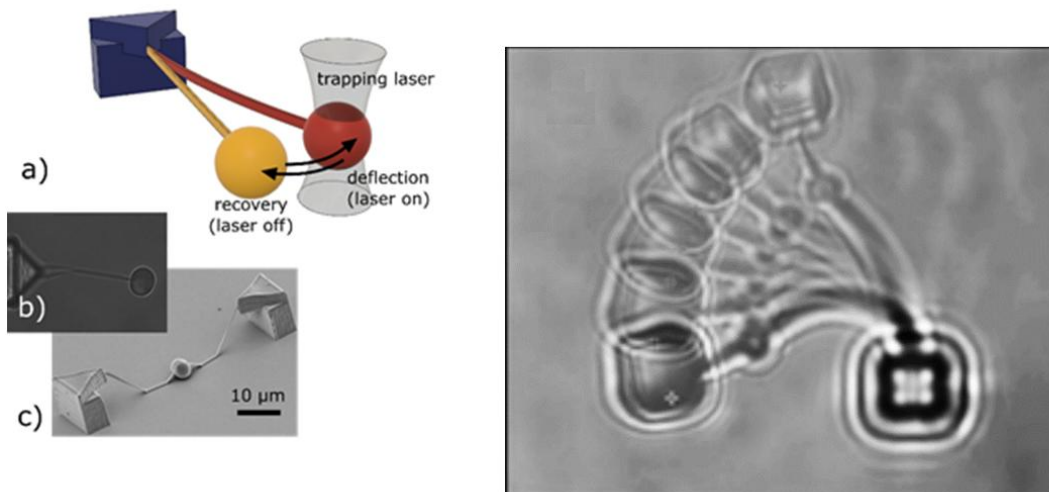 trapping laser
a)
deflection
(laser on)
recovery
(laser off)
b)
c)
10 µm